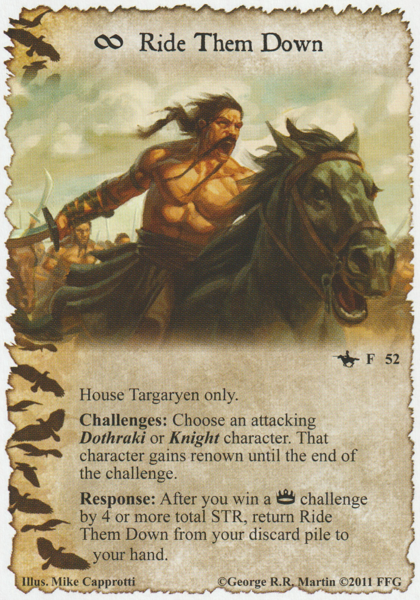 ∞ Ride Them Down
F 52
House Targaryen only.
Challenges: Choose an attacking
Dothraki or Knight character. That
character gains renown until the end of
the challenge.
Response: After you win a challenge
by 4 or more total STR, return Ride
Them Down from your discard pile to
your hand.
Illus. Mike Capprotti ©George R.R. Martin ©2011 FFG